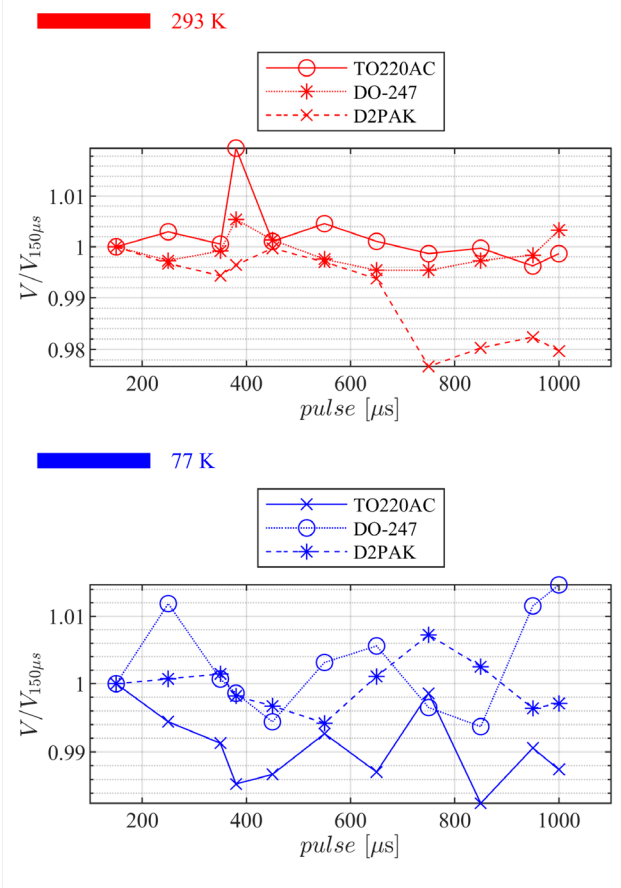 293 K
TO220AC
DO-247
D2PAK
1.01
1
0.99
0.98
V/V150μs
200 400 600 800 1000
pulse [μs]
77 K
TO220AC
DO-247
D2PAK
1.01
1
0.99
V/V150μs
200 400 600 800 1000
pulse [μs]